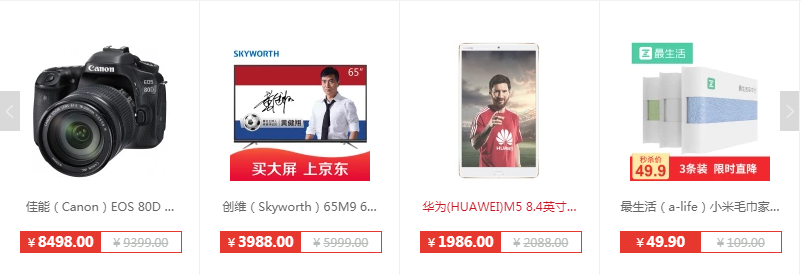 Canon
EOS
80D
佳能（Canon）EOS 80D ...
¥8498.00
¥9399.00
SKYWORTH
65"
黄健翔
买大屏 上京东
创维（Skyworth）65M9 6...
¥3988.00
¥5999.00
HUAWEI
华为(HUAWEI)M5 8.4英寸...
¥1986.00
¥2088.00
最生活
Z
秒杀价
49.9
3条装 限时直降
最生活（a-life）小米毛巾家...
¥49.90
¥109.00